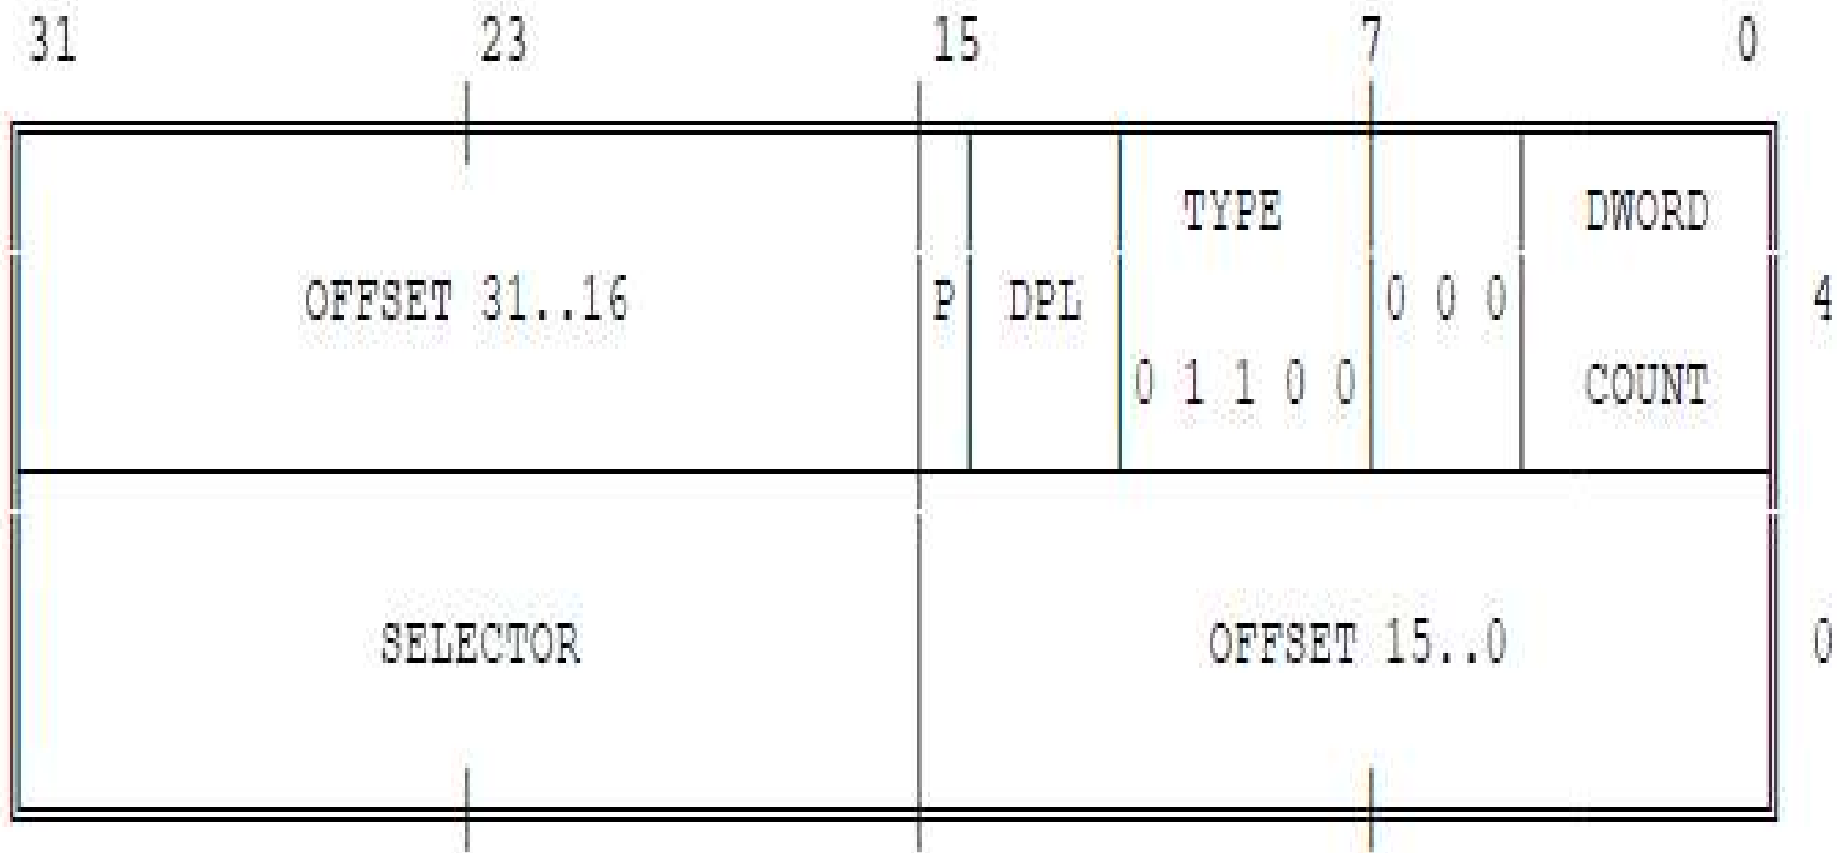 31 23 15 7 0
TYPE DWORD
OFFSET 31..16 P DPL 0 0 0 4
0 1 1 0 0 COUNT
SELECTOR OFFSET 15..0 0